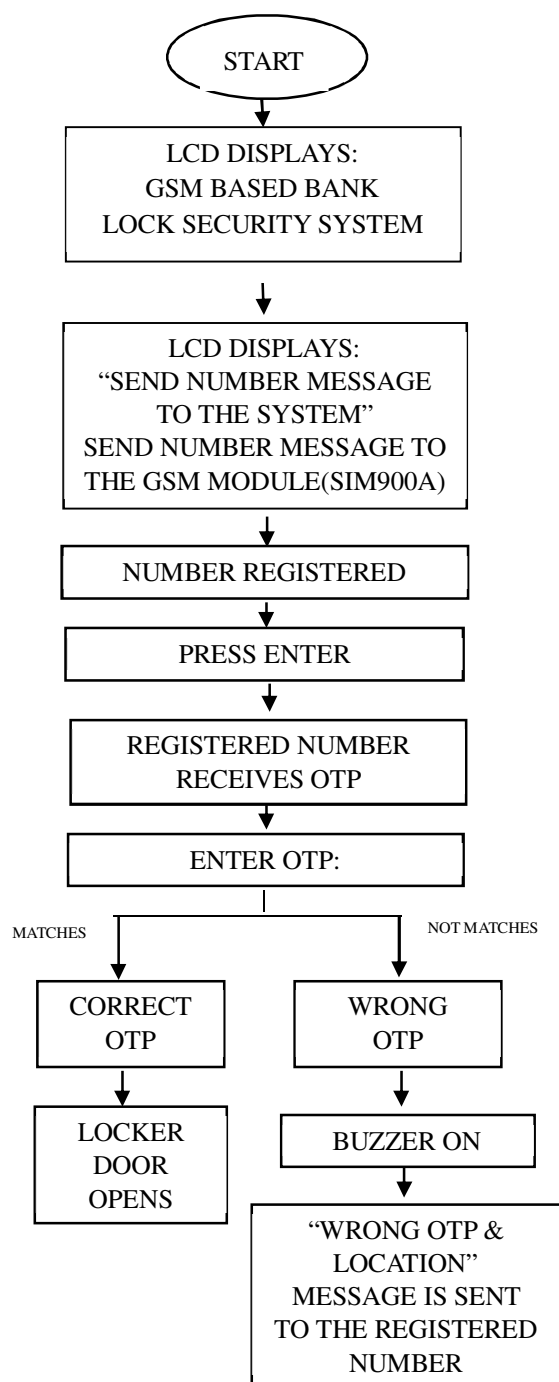 START
LCD DISPLAYS:
GSM BASED BANK
LOCK SECURITY SYSTEM
LCD DISPLAYS:
“SEND NUMBER MESSAGE
TO THE SYSTEM”
SEND NUMBER MESSAGE TO
THE GSM MODULE(SIM900A)
NUMBER REGISTERED
PRESS ENTER
REGISTERED NUMBER
RECEIVES OTP
ENTER OTP:
MATCHES
NOT MATCHES
CORRECT
OTP
WRONG
OTP
LOCKER
DOOR
OPENS
BUZZER ON
“WRONG OTP &
LOCATION”
MESSAGE IS SENT
TO THE REGISTERED
NUMBER